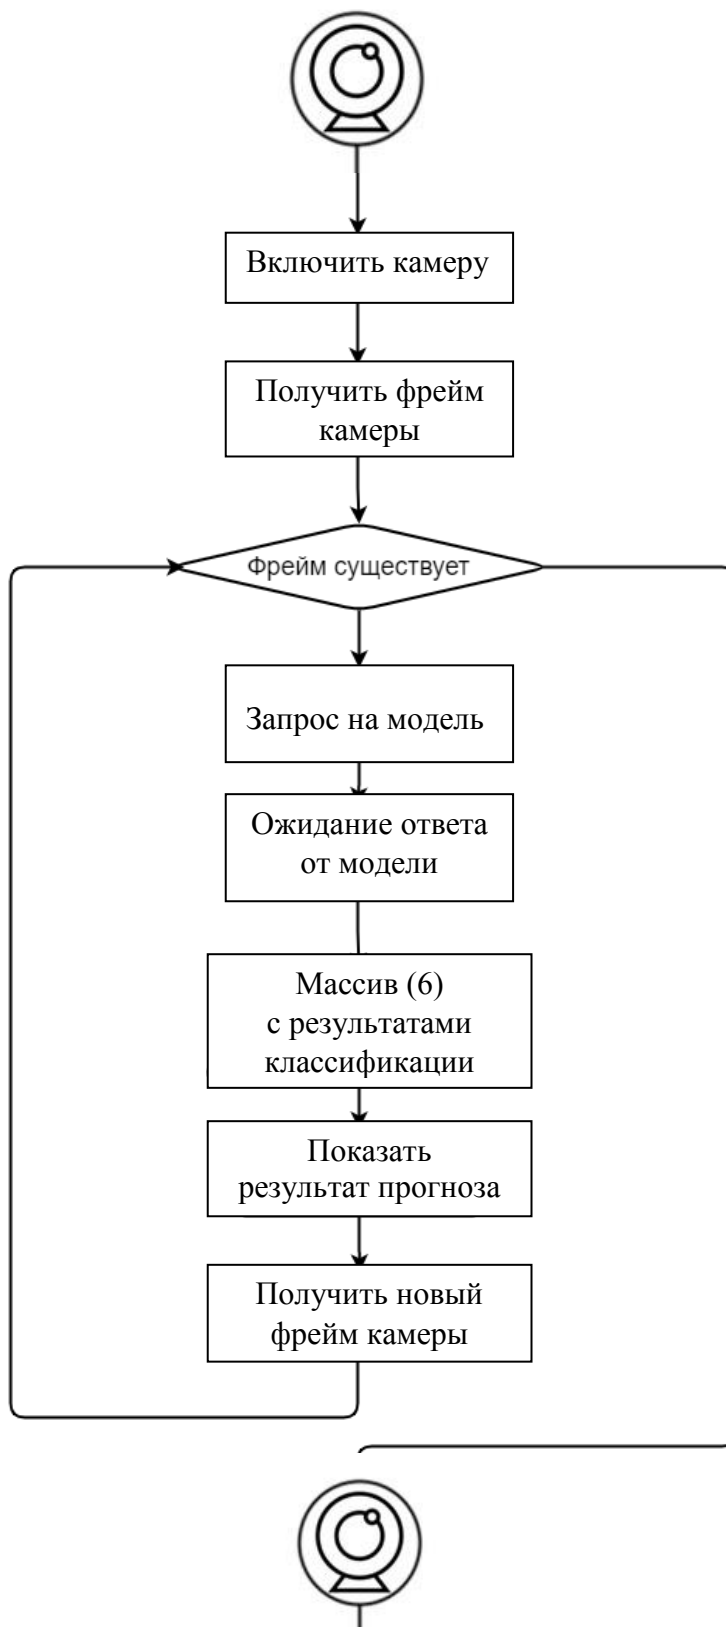 Включить камеру
Получить фрейм
камеры
Фрейм существует
Запрос на модель
Ожидание ответа
от модели
Массив (6)
с результатами
классификации
Показать
результат прогноза
Получить новый
фрейм камеры